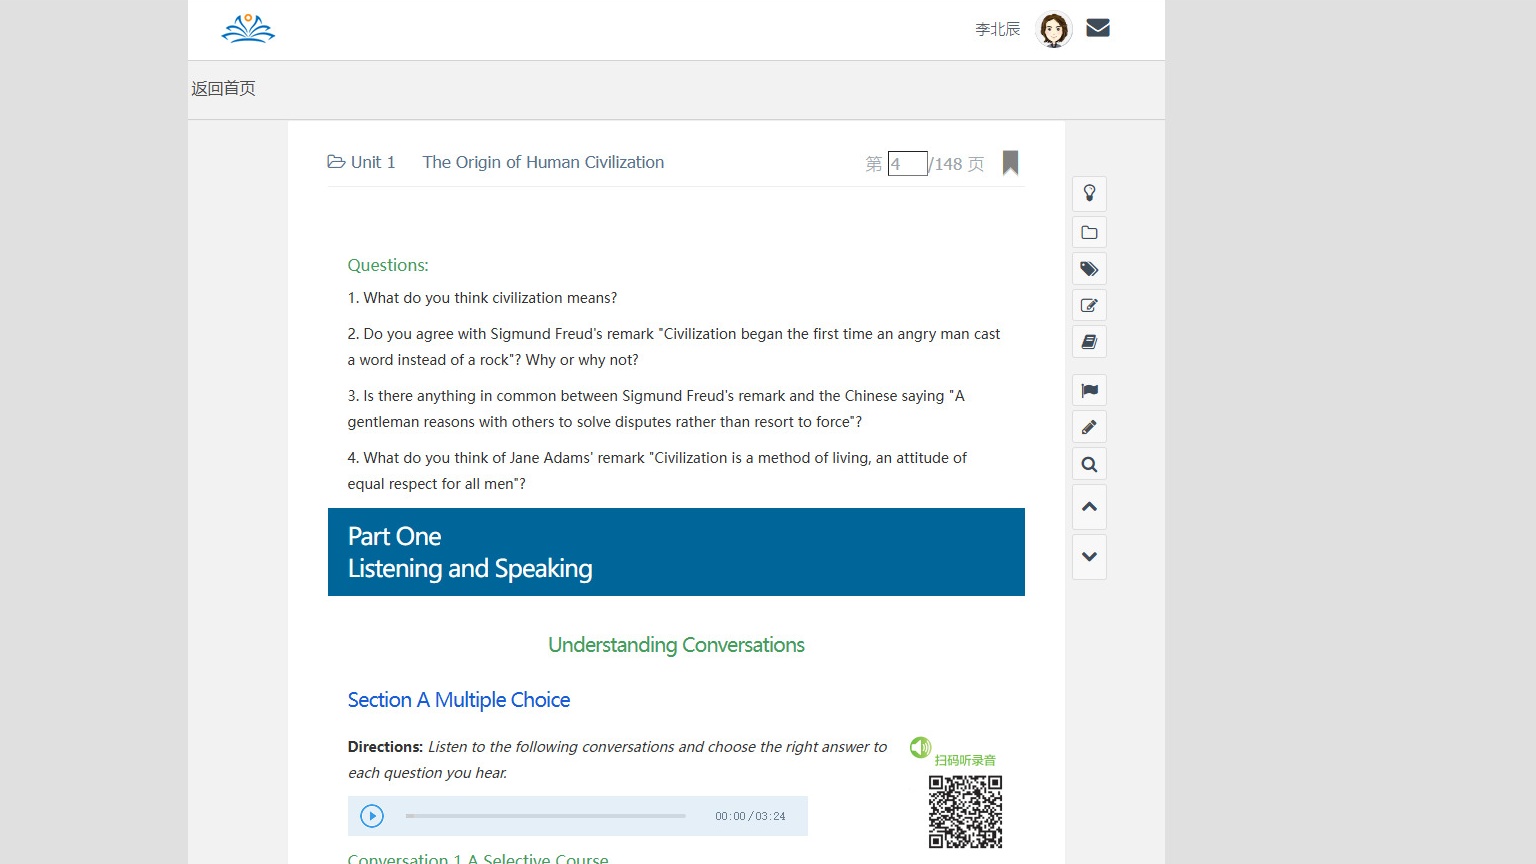 李北辰
返回首页
Unit 1 The Origin of Human Civilization
第 4 /148 页
Questions:
1. What do you think civilization means?
2. Do you agree with Sigmund Freud's remark "Civilization began the first time an angry man cast
a word instead of a rock"? Why or why not?
3. Is there anything in common between Sigmund Freud's remark and the Chinese saying "A
gentleman reasons with others to solve disputes rather than resort to force"?
4. What do you think of Jane Adams' remark "Civilization is a method of living, an attitude of
equal respect for all men"?
Part One
Listening and Speaking
Understanding Conversations
Section A Multiple Choice
Directions: Listen to the following conversations and choose the right answer to
each question you hear.
扫码听录音
00:00/03:24
Conversation 1 A Selective Course